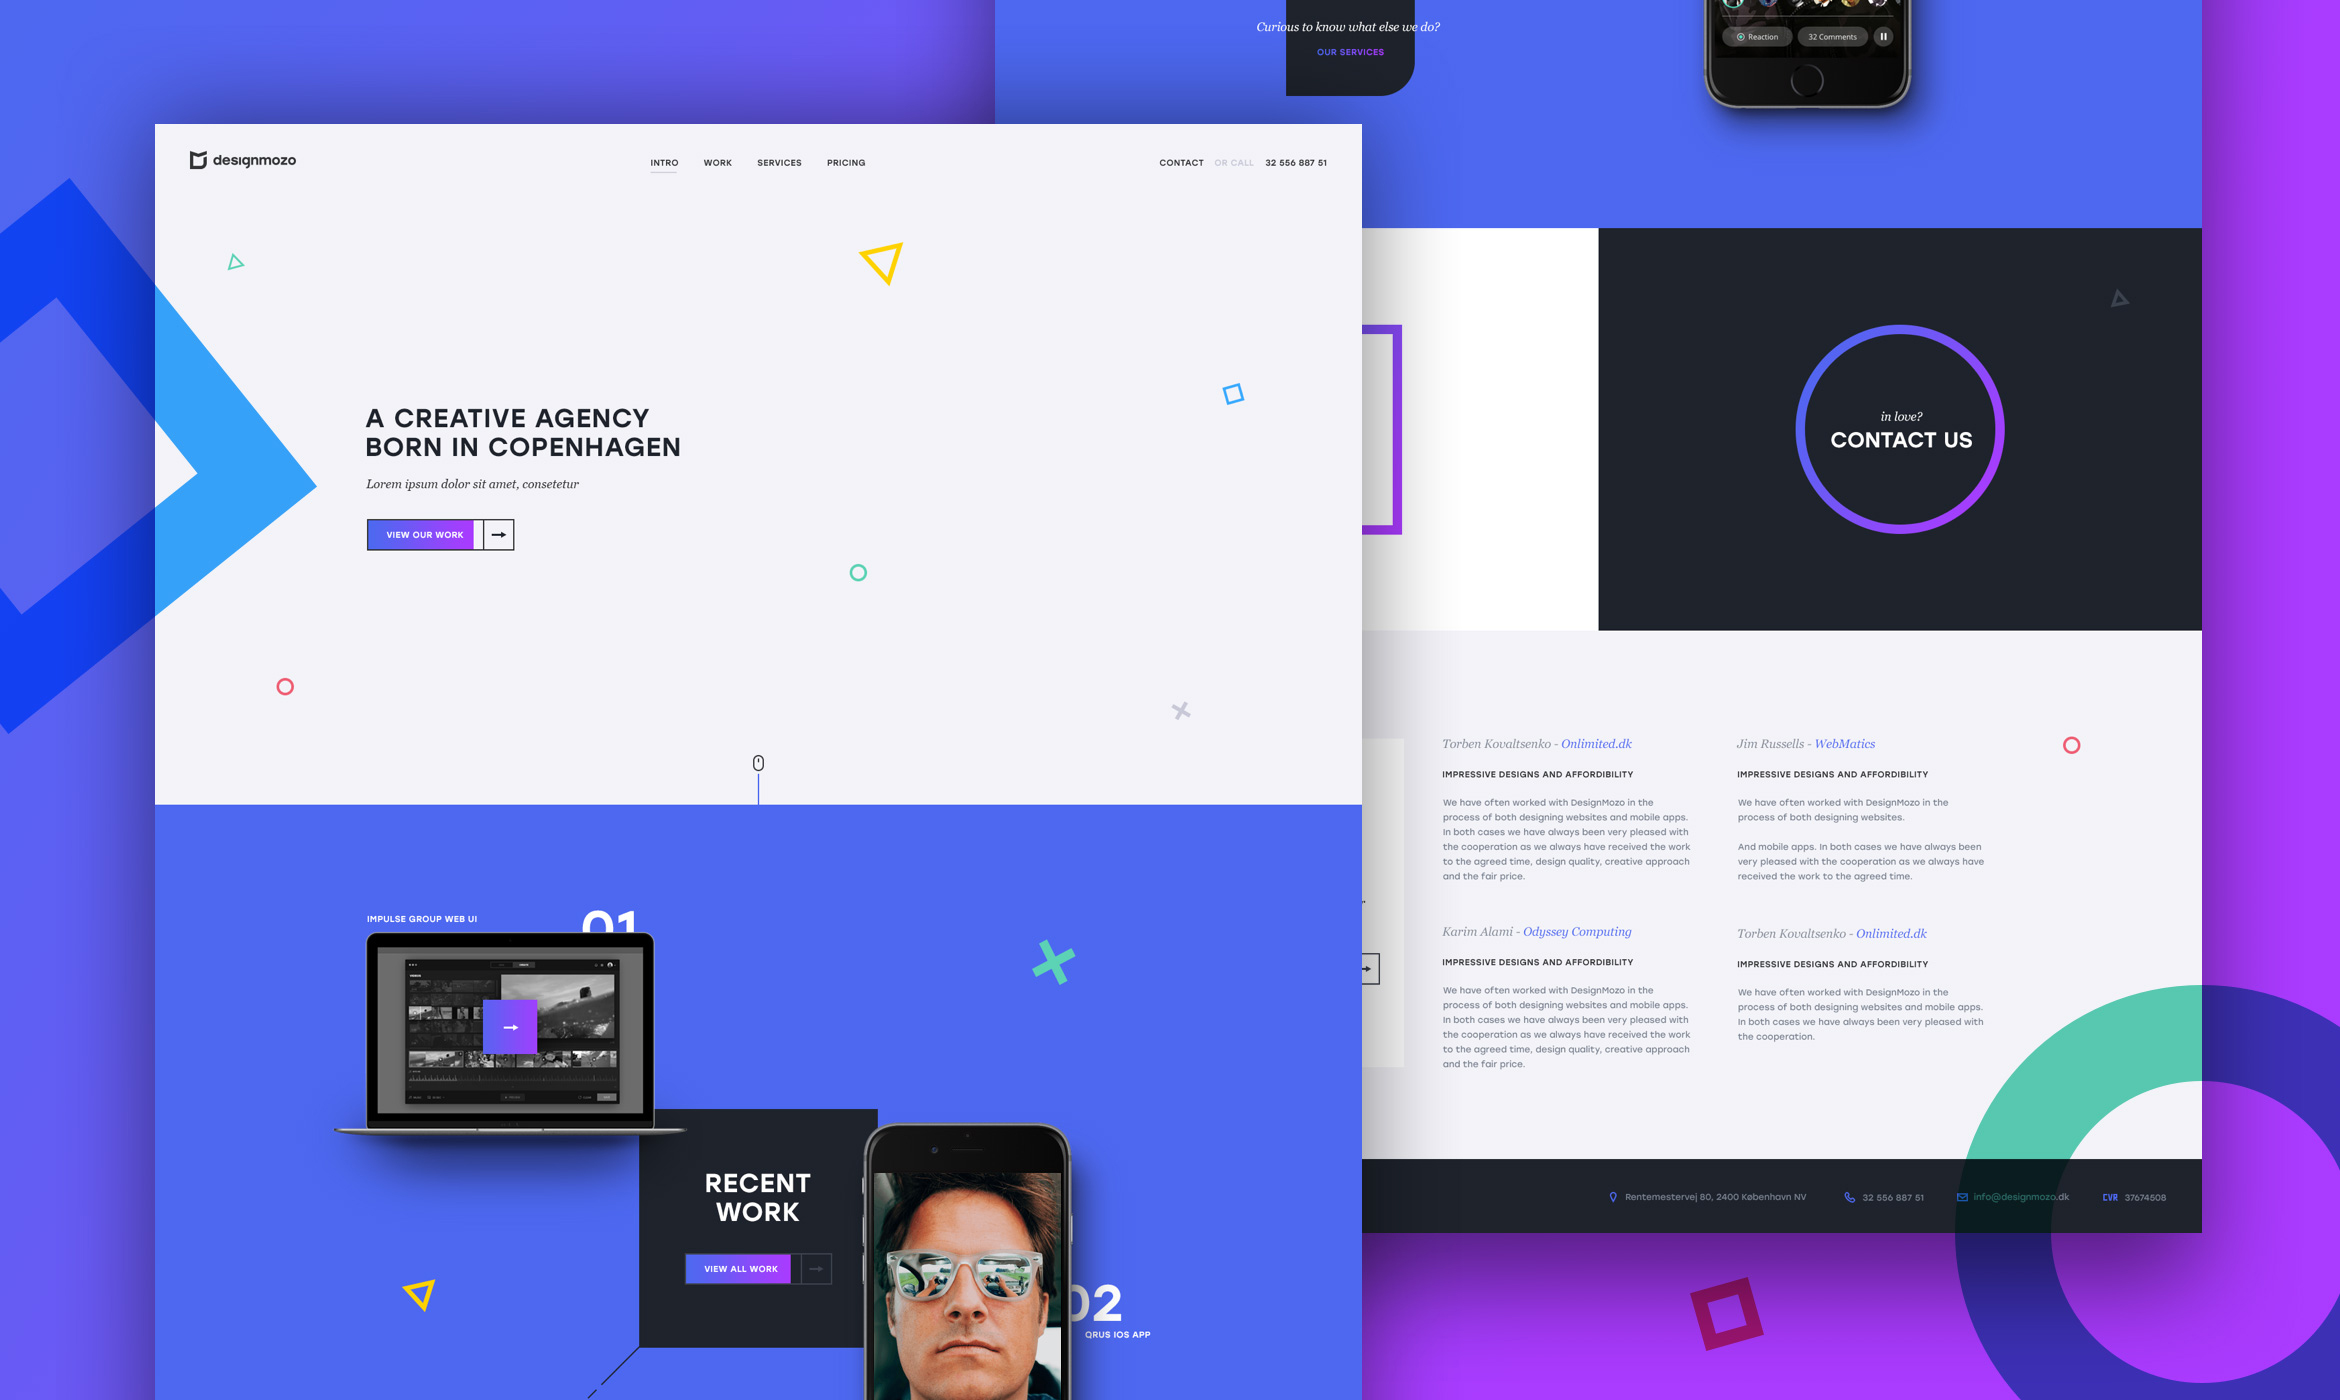 Curious to know what else we do?
OUR SERVICES
Reaction
32 Comments
designmozo
INTRO
WORK
SERVICES
PRICING
CONTACT OR CALL 32 556 887 51
A CREATIVE AGENCY
BORN IN COPENHAGEN
Lorem ipsum dolor sit amet, consetetur
VIEW OUR WORK
IMPULSE GROUP WEB UI
01
RECENT
WORK
VIEW ALL WORK
02
QRUS IOS APP
in love?
CONTACT US
Torben Kovaltsenko - Onlimited.dk
IMPRESSIVE DESIGNS AND AFFORDIBILITY
We have often worked with DesignMozo in the
process of both designing websites and mobile apps.
In both cases we have always been very pleased with
the cooperation as we always have received the work
to the agreed time, design quality, creative approach
and the fair price.
Jim Russells - WebMatics
IMPRESSIVE DESIGNS AND AFFORDIBILITY
We have often worked with DesignMozo in the
process of both designing websites.
And mobile apps. In both cases we have always been
very pleased with the cooperation as we always have
received the work to the agreed time.
Karim Alami - Odyssey Computing
IMPRESSIVE DESIGNS AND AFFORDIBILITY
We have often worked with DesignMozo in the
process of both designing websites and mobile apps.
In both cases we have always been very pleased with
the cooperation as we always have received the work
to the agreed time, design quality, creative approach
and the fair price.
Torben Kovaltsenko - Onlimited.dk
IMPRESSIVE DESIGNS AND AFFORDIBILITY
We have often worked with DesignMozo in the
process of both designing websites and mobile apps.
In both cases we have always been very pleased with
the cooperation.
Rentemestervej 80, 2400 København NV
32 556 887 51
info@designmozo.dk
CVR 37674508